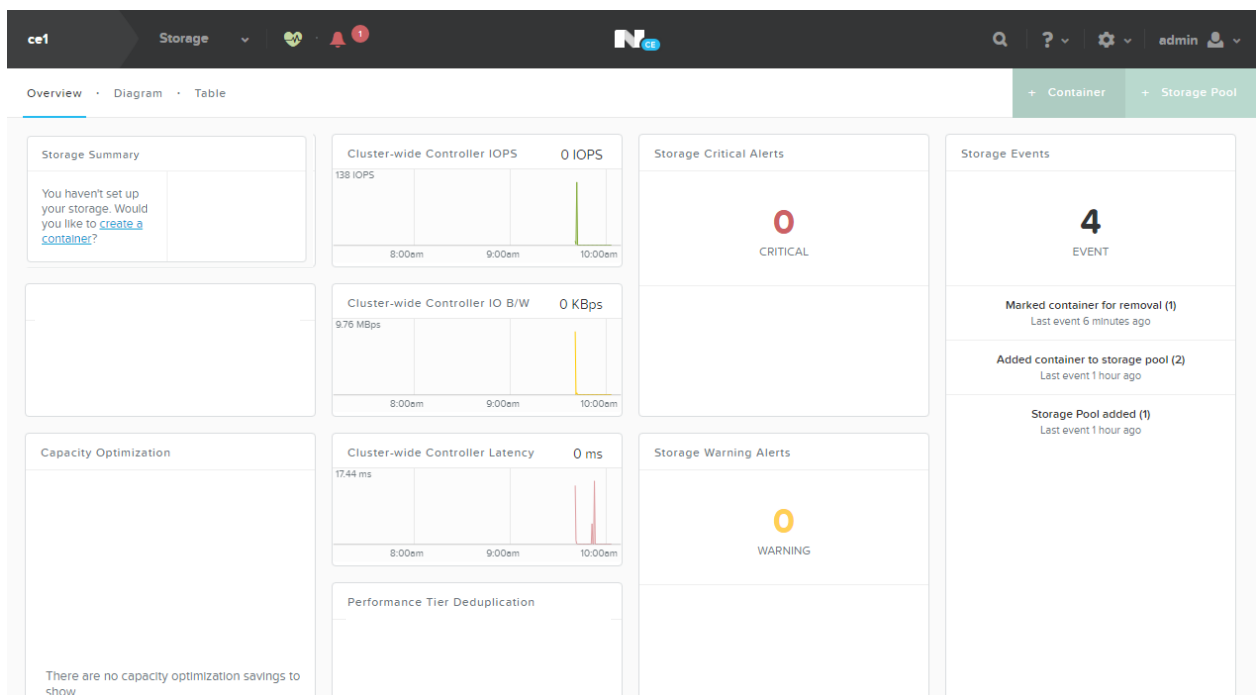 ce1
Storage
1
N CE
?
admin
Overview · Diagram · Table
+ Container
+ Storage Pool
Storage Summary
You haven't set up
your storage. Would
you like to create a
container?
Capacity Optimization
There are no capacity optimization savings to
show
Cluster-wide Controller IOPS 0 IOPS
138 IOPS
8:00am 9:00am 10:00am
Cluster-wide Controller IO B/W 0 KBps
9.76 MBps
8:00am 9:00am 10:00am
Cluster-wide Controller Latency 0 ms
17.44 ms
8:00am 9:00am 10:00am
Performance Tier Deduplication
Storage Critical Alerts
0
CRITICAL
Storage Warning Alerts
0
WARNING
Storage Events
4
EVENT
Marked container for removal (1)
Last event 6 minutes ago
Added container to storage pool (2)
Last event 1 hour ago
Storage Pool added (1)
Last event 1 hour ago